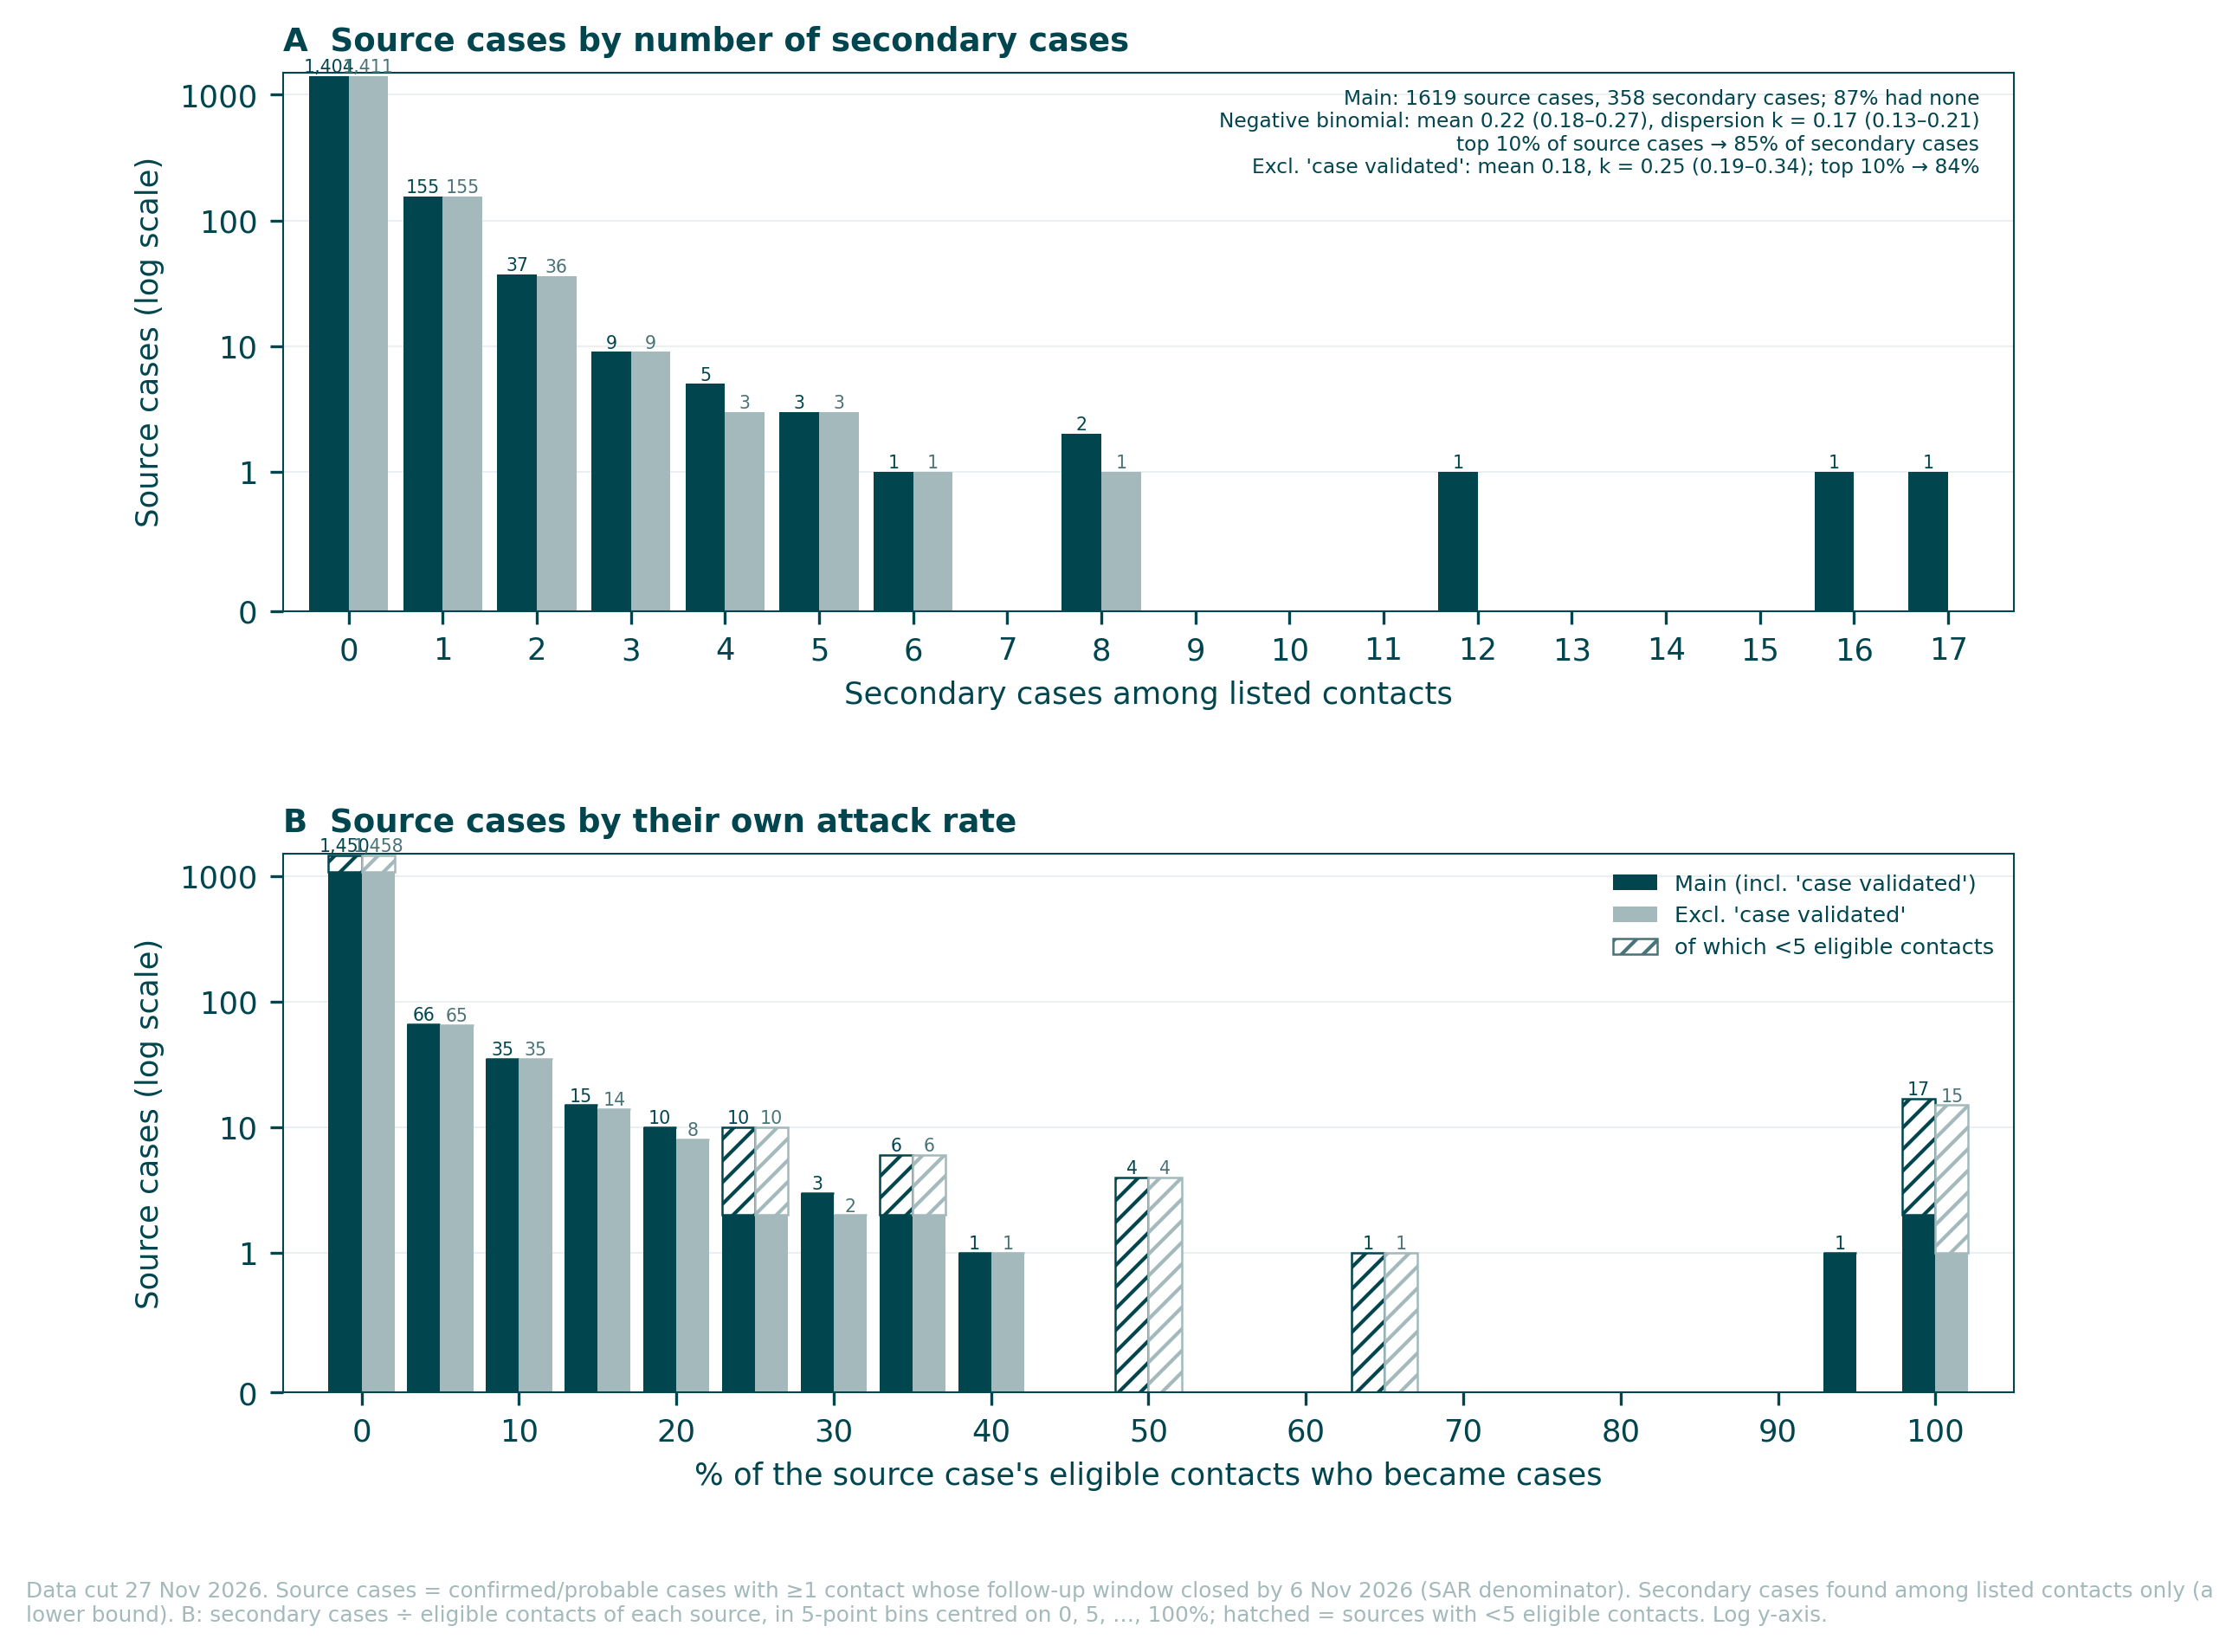 A  Source cases by number of secondary cases
1,404 1,411
Main: 1619 source cases, 358 secondary cases; 87% had none
Negative binomial: mean 0.22 (0.18–0.27), dispersion k = 0.17 (0.13–0.21)
top 10% of source cases → 85% of secondary cases
Excl. 'case validated': mean 0.18, k = 0.25 (0.19–0.34); top 10% → 84%
Source cases (log scale)
1000
100
10
1
0
155 155
37 36
9 9
5 3
3 3
1 1
2 1
1
1
1
0 1 2 3 4 5 6 7 8 9 10 11 12 13 14 15 16 17
Secondary cases among listed contacts
B  Source cases by their own attack rate
1,450 1,458
Main (incl. 'case validated')
Excl. 'case validated'
of which <5 eligible contacts
Source cases (log scale)
1000
100
10
1
0
66 65
35 35
15 14
10 8
10 10
3 2
6 6
1 1
4 4
1 1
1
17 15
0 10 20 30 40 50 60 70 80 90 100
% of the source case's eligible contacts who became cases
Data cut 27 Nov 2026. Source cases = confirmed/probable cases with ≥1 contact whose follow-up window closed by 6 Nov 2026 (SAR denominator). Secondary cases found among listed contacts only (a
lower bound). B: secondary cases ÷ eligible contacts of each source, in 5-point bins centred on 0, 5, …, 100%; hatched = sources with <5 eligible contacts. Log y-axis.